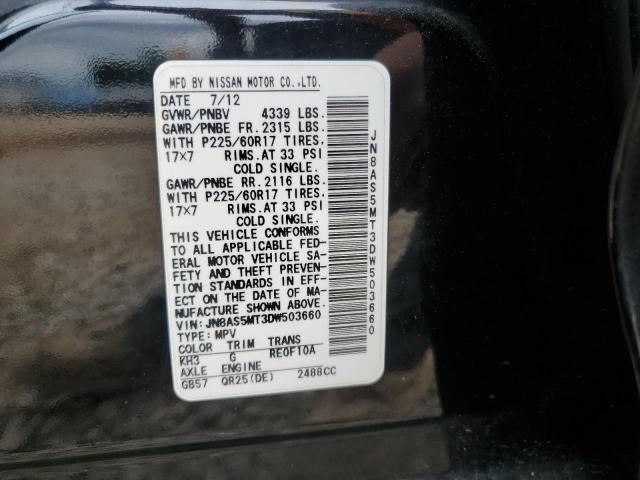 MFD BY NISSAN MOTOR CO.,LTD.
DATE 7/12
GVWR/PNBV 4339 LBS.
GAWR/PNBE FR. 2315 LBS.
WITH P225/60R17 TIRES,
17×7 RIMS. AT 33 PSI
COLD SINGLE.
GAWR/PNBE RR. 2116 LBS.
WITH P225/60R17 TIRES,
17×7 RIMS. AT 33 PSI
COLD SINGLE.
THIS VEHICLE CONFORMS
TO ALL APPLICABLE FED-
ERAL MOTOR VEHICLE SA-
FETY AND THEFT PREVEN-
TION STANDARDS IN EFF-
ECT ON THE DATE OF MA-
NUFACTURE SHOWN ABOVE.
VIN: JN8AS5MT3DW503660
TYPE: MPV
COLOR TRIM TRANS
KH3 G RE0F10A
AXLE ENGINE
GB57 QR25(DE) 2488CC
JN8AS5MT3DW503660